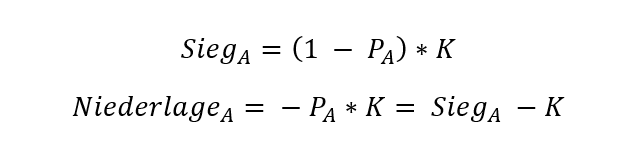 Sieg_A = (1 − P_A) * K
Niederlage_A = − P_A * K = Sieg_A − K